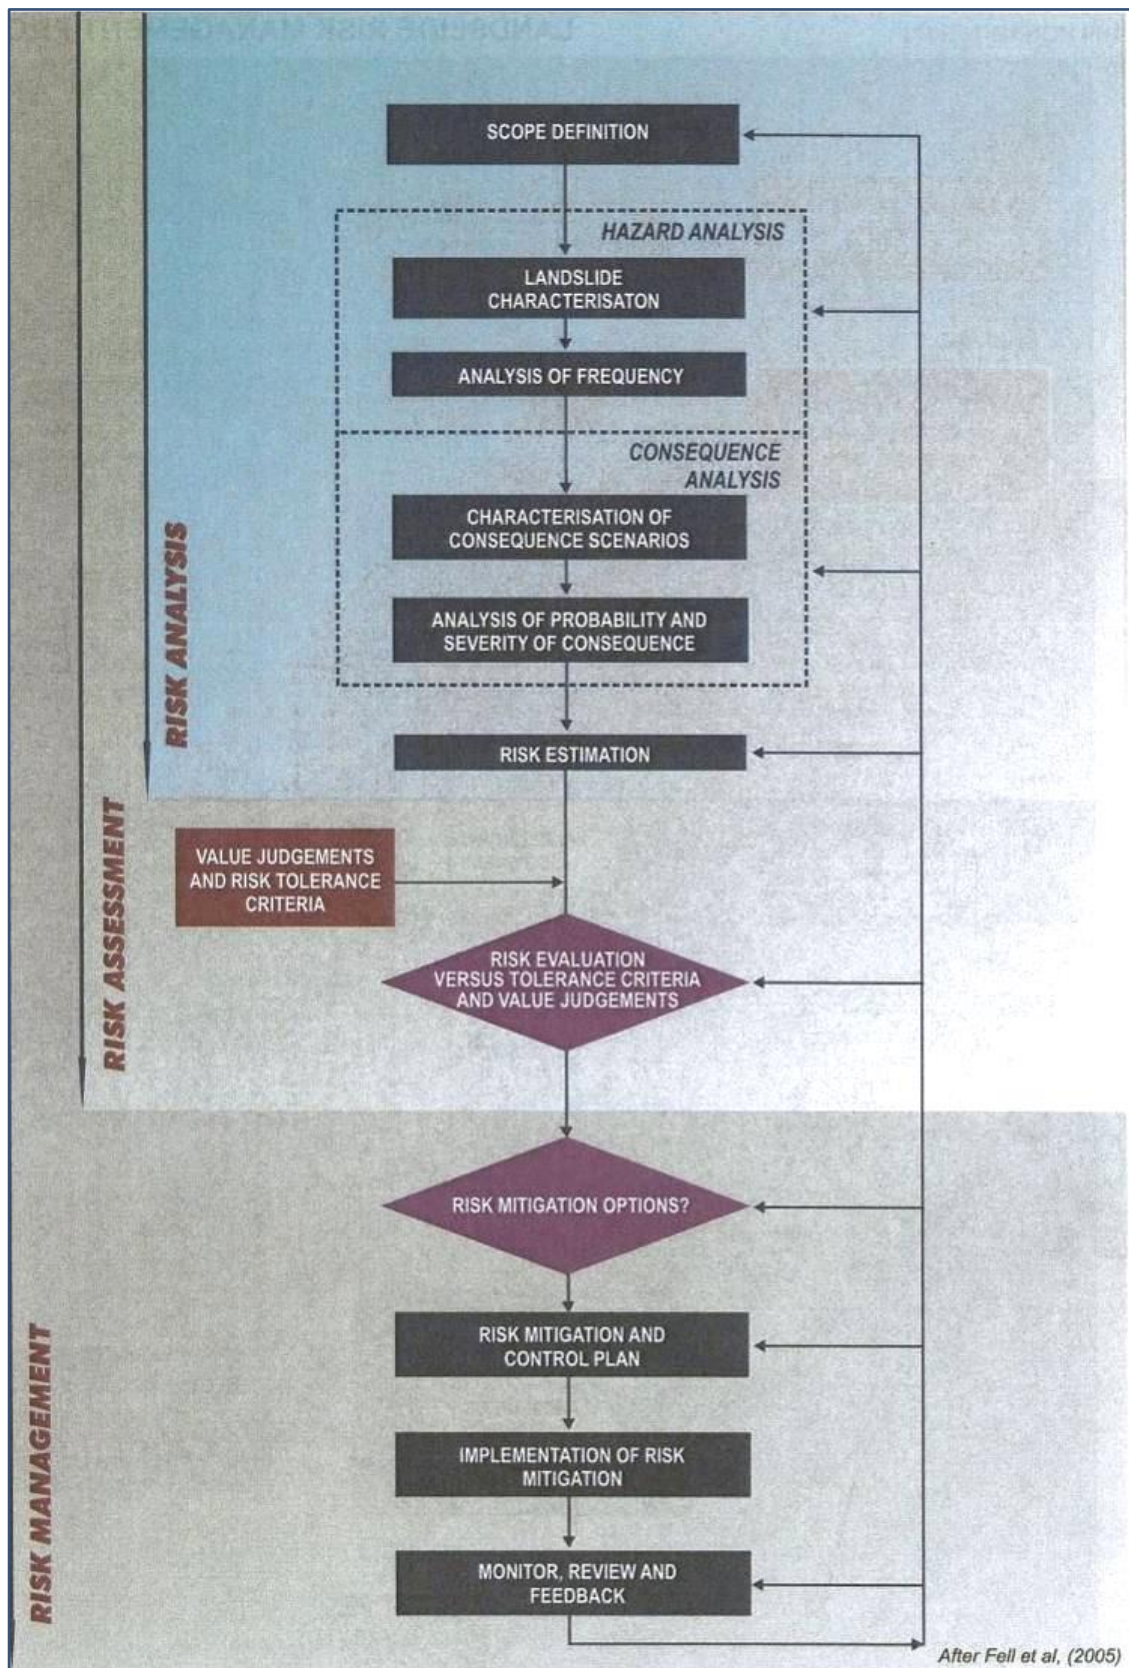 SCOPE DEFINITION
HAZARD ANALYSIS
LANDSLIDE
CHARACTERISATON
ANALYSIS OF FREQUENCY
CONSEQUENCE
ANALYSIS
CHARACTERISATION OF
CONSEQUENCE SCENARIOS
ANALYSIS OF PROBABILITY AND
SEVERITY OF CONSEQUENCE
RISK ANALYSIS
RISK ESTIMATION
VALUE JUDGEMENTS
AND RISK TOLERANCE
CRITERIA
RISK ASSESSMENT
RISK EVALUATION
VERSUS TOLERANCE CRITERIA
AND VALUE JUDGEMENTS
RISK MITIGATION OPTIONS?
RISK MITIGATION AND
CONTROL PLAN
IMPLEMENTATION OF RISK
MITIGATION
RISK MANAGEMENT
MONITOR, REVIEW AND
FEEDBACK
After Fell et al, (2005)